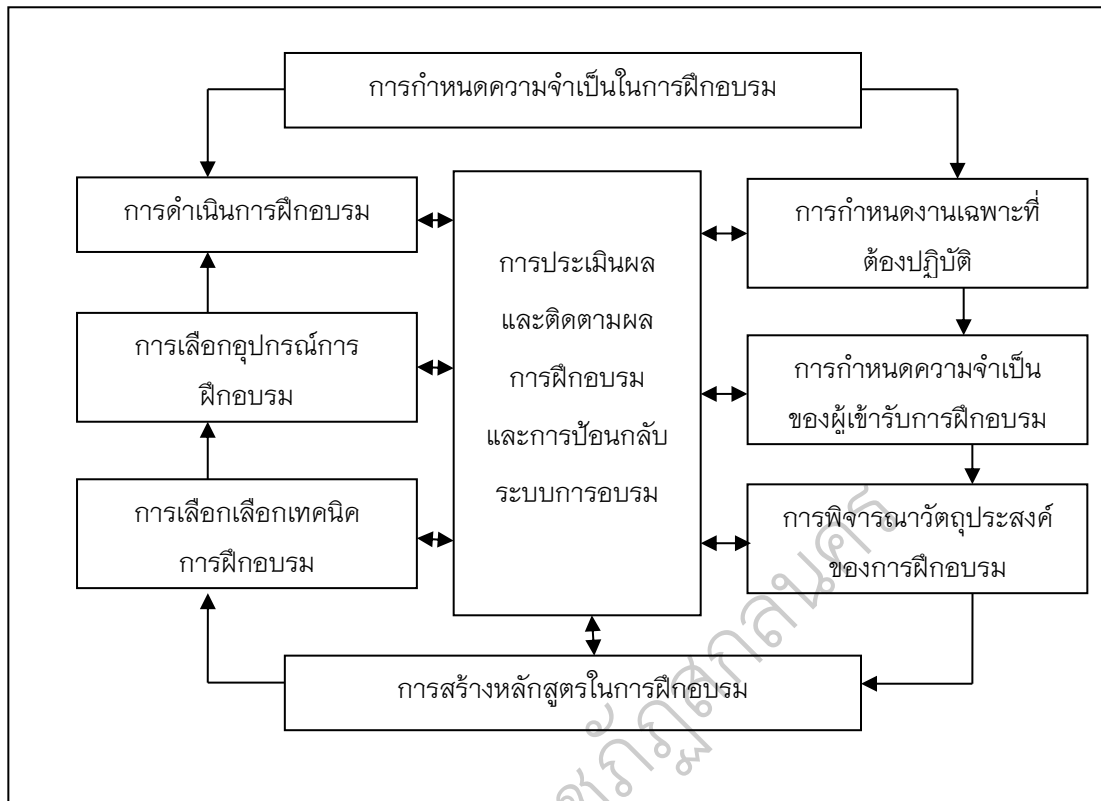 การกำหนดความจำเป็นในการฝึกอบรม
การดำเนินการฝึกอบรม
การเลือกอุปกรณ์การ
ฝึกอบรม
การเลือกเลือกเทคนิค
การฝึกอบรม
การประเมินผล
และติดตามผล
การฝึกอบรม
และการป้อนกลับ
ระบบการอบรม
การกำหนดงานเฉพาะที่
ต้องปฏิบัติ
การกำหนดความจำเป็น
ของผู้เข้ารับการฝึกอบรม
การพิจารณาวัตถุประสงค์
ของการฝึกอบรม
การสร้างหลักสูตรในการฝึกอบรม